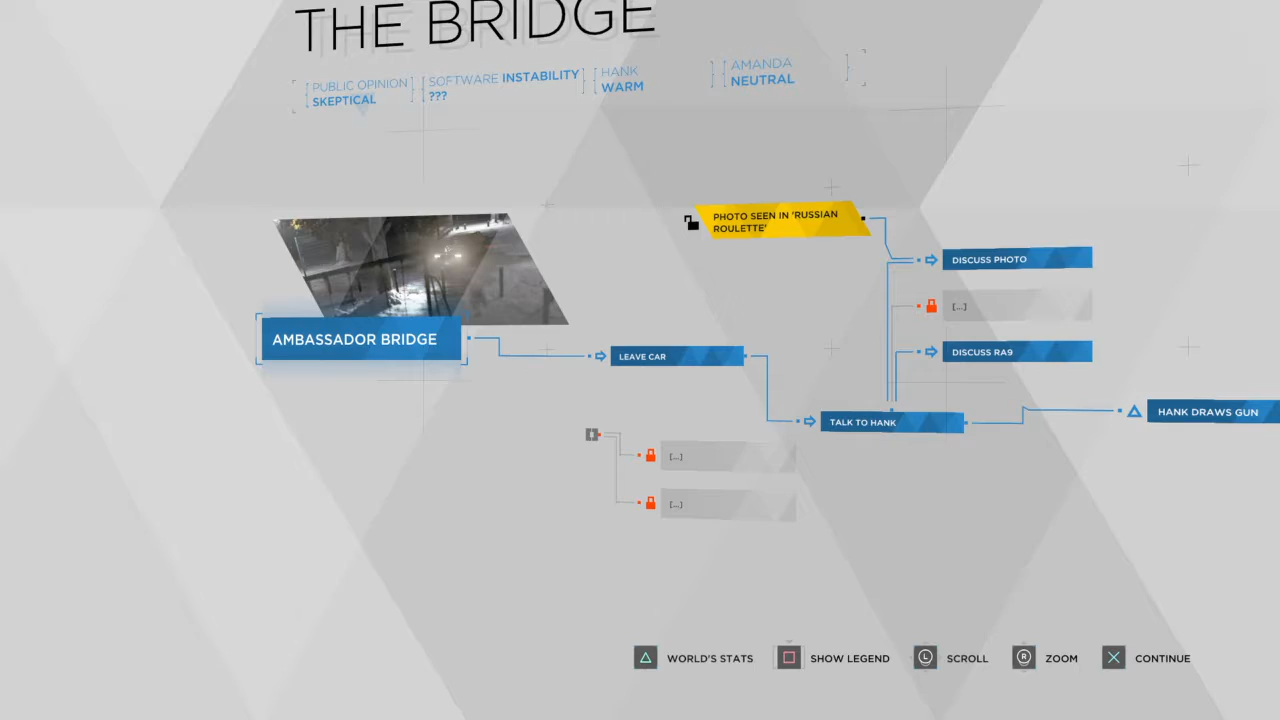 THE BRIDGE
PUBLIC OPINION
SKEPTICAL
SOFTWARE INSTABILITY
???
HANK
WARM
AMANDA
NEUTRAL
PHOTO SEEN IN 'RUSSIAN
ROULETTE'
DISCUSS PHOTO
[...]
AMBASSADOR BRIDGE
LEAVE CAR
DISCUSS RA9
TALK TO HANK
HANK DRAWS GUN
[...]
[...]
WORLD'S STATS
SHOW LEGEND
L
SCROLL
R
ZOOM
CONTINUE